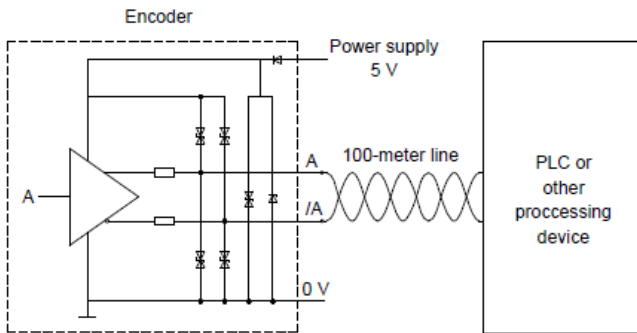 Encoder
Power supply
5 V
A
A
/A
100-meter line
0 V
PLC or
other
proccessing
device